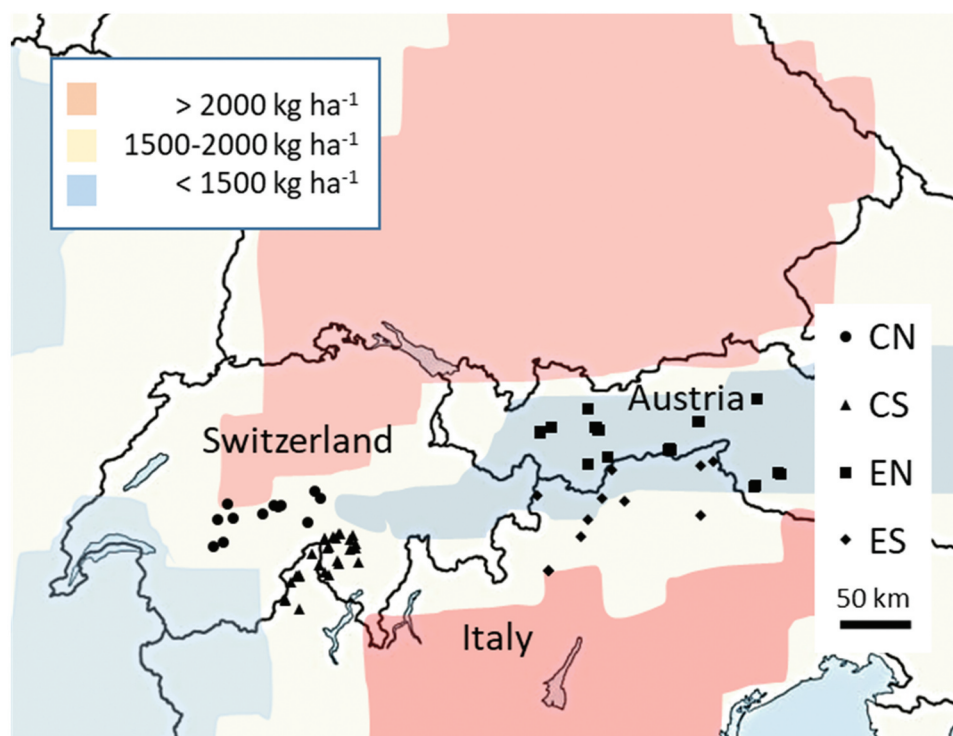 > 2000 kg ha⁻¹
1500-2000 kg ha⁻¹
< 1500 kg ha⁻¹
CN
Austria
CS
Switzerland
EN
ES
50 km
Italy